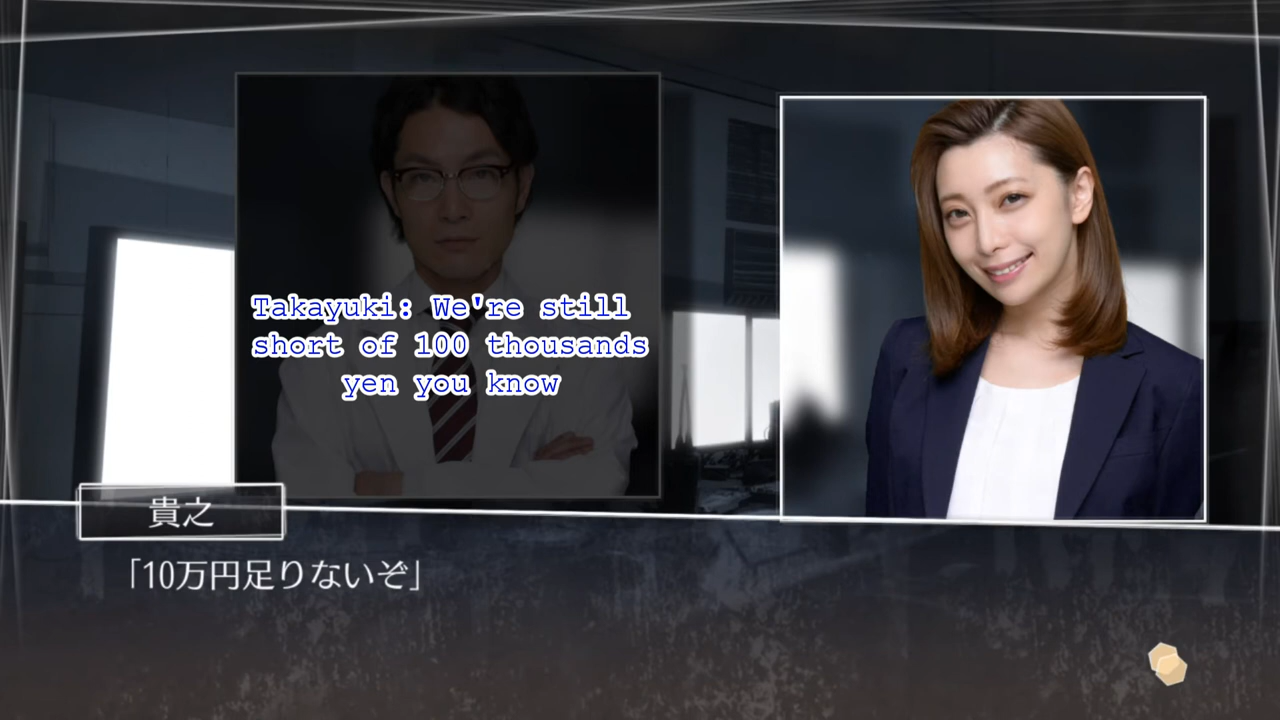 Takayuki: We're still
short of 100 thousands
yen you know
貴之
「10万円足りないぞ」